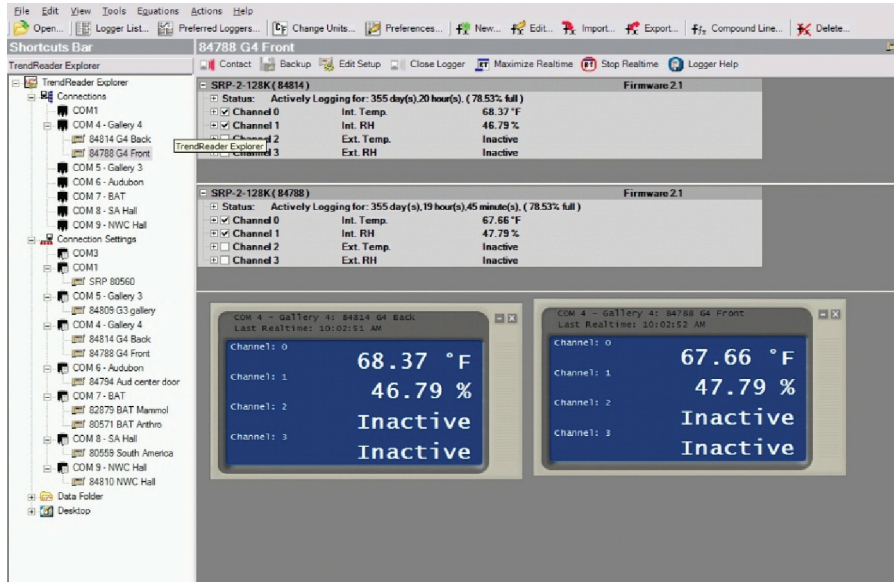 File Edit View Tools Equations Actions Help
Open... Logger List... Preferred Loggers... Change Units... Preferences... New... Edit... Import... Export... Compound Line... Delete...
Shortcuts Bar
84788 G4 Front
TrendReader Explorer
Contact Backup Edit Setup Close Logger RT Maximize Realtime RT Stop Realtime Logger Help
TrendReader Explorer
Connections
COM1
COM 4 - Gallery 4
84814 G4 Back
84788 G4 Front
TrendReader Explorer
COM 5 - Gallery 3
COM 6 - Audubon
COM 7 - BAT
COM 8 - SA Hall
COM 9 - NWC Hall
Connection Settings
COM3
COM1
SRP 80560
COM 5 - Gallery 3
84809 G3 gallery
COM 4 - Gallery 4
84814 G4 Back
84788 G4 Front
COM 6 - Audubon
84794 Aud center door
COM 7 - BAT
82879 BAT Mammol
80571 BAT Anthro
COM 8 - SA Hall
80559 South America
COM 9 - NWC Hall
84810 NWC Hall
Data Folder
Desktop
SRP-2-128K ( 84814 ) Firmware 2.1
Status: Actively Logging for: 355 day(s),20 hour(s), ( 78.53% full )
Channel 0 Int. Temp. 68.37 °F
Channel 1 Int. RH 46.79 %
Channel 2 Ext. Temp. Inactive
Channel 3 Ext. RH Inactive
SRP-2-128K ( 84788 ) Firmware 2.1
Status: Actively Logging for: 355 day(s),19 hour(s),45 minute(s), ( 78.53% full )
Channel 0 Int. Temp. 67.66 °F
Channel 1 Int. RH 47.79 %
Channel 2 Ext. Temp. Inactive
Channel 3 Ext. RH Inactive
COM 4 - Gallery 4: 84814 G4 Back
Last Realtime: 10:02:51 AM
Channel: 0
68.37 °F
Channel: 1
46.79 %
Channel: 2
Inactive
Channel: 3
Inactive
COM 4 - Gallery 4: 84788 G4 Front
Last Realtime: 10:02:52 AM
Channel: 0
67.66 °F
Channel: 1
47.79 %
Channel: 2
Inactive
Channel: 3
Inactive